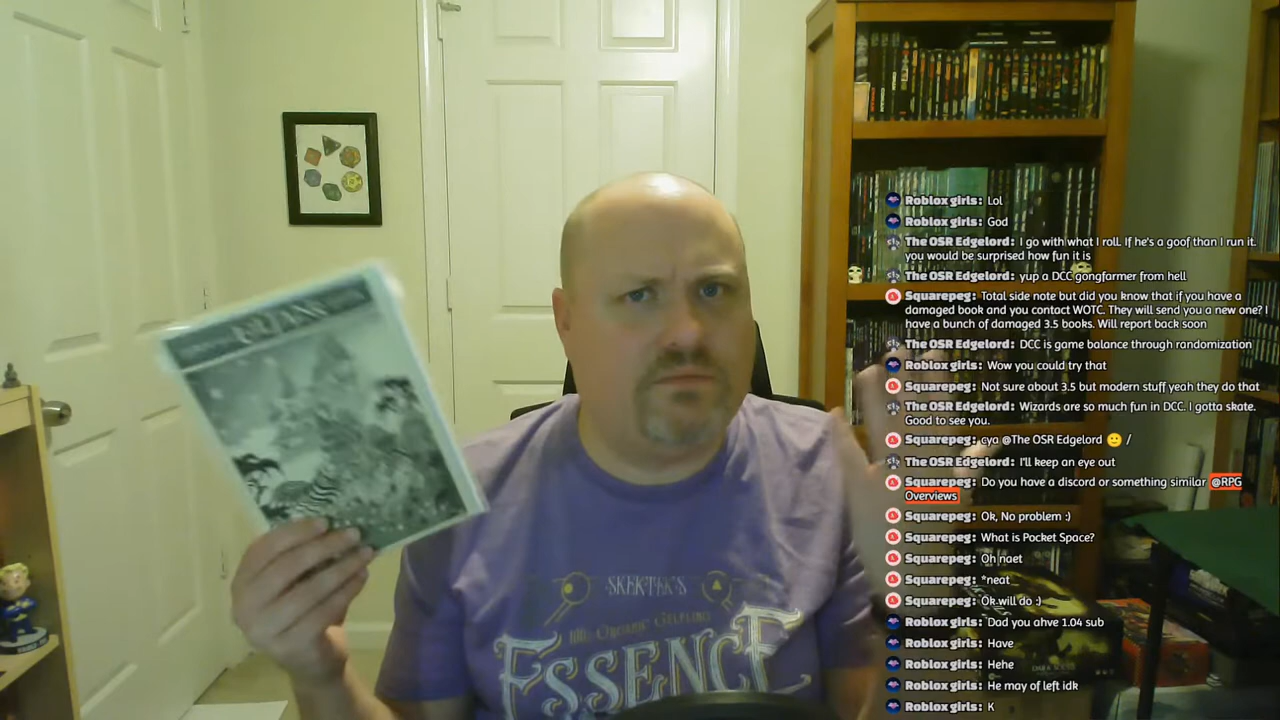 SKEKTEK'S
ESSENCE
Roblox girls: Lol
Roblox girls: God
The OSR Edgelord: I go with what I roll. If he's a goof than I run it.
you would be surprised how fun it is
The OSR Edgelord: yup a DCC gongfarmer from hell
Squarepeg: Total side note but did you know that if you have a
damaged book and you contact WOTC. They will send you a new one? I
have a bunch of damaged 3.5 books. Will report back soon
The OSR Edgelord: DCC is game balance through randomization
Roblox girls: Wow you could try that
Squarepeg: Not sure about 3.5 but modern stuff yeah they do that
The OSR Edgelord: Wizards are so much fun in DCC. I gotta skate.
Good to see you.
Squarepeg: cya @The OSR Edgelord 🙂 /
The OSR Edgelord: I'll keep an eye out
Squarepeg: Do you have a discord or something similar @RPG
Overviews
Squarepeg: Ok, No problem :)
Squarepeg: What is Pocket Space?
Squarepeg: Oh naet
Squarepeg: *neat
Squarepeg: Ok will do :)
Roblox girls: Dad you ahve 1.04 sub
Roblox girls: Have
Roblox girls: Hehe
Roblox girls: He may of left idk
Roblox girls: K